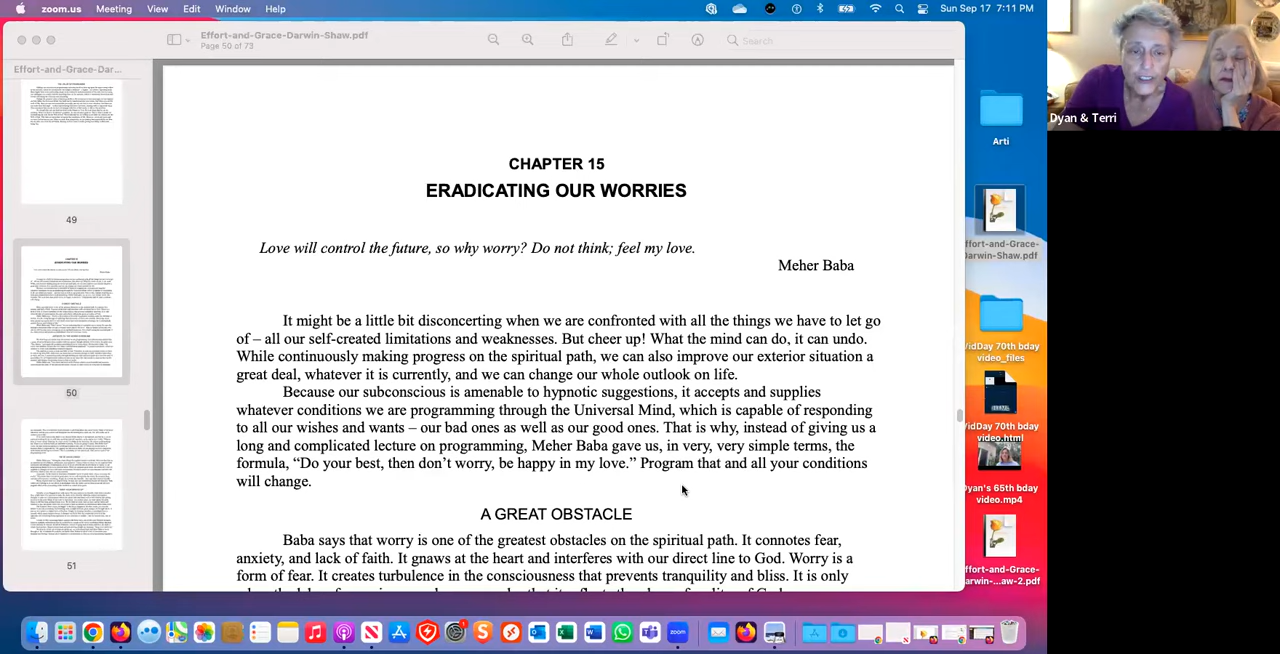 zoom.us Meeting View Edit Window Help
Sun Sep 17 7:11 PM
Effort-and-Grace-Darwin-Shaw.pdf
Page 50 of 73
Search
Effort-and-Grace-Dar...
49
50
51
CHAPTER 15
ERADICATING OUR WORRIES
Love will control the future, so why worry? Do not think; feel my love.
Meher Baba
It might be a little bit disconcerting when we are confronted with all the things we have to let go
of – all our self-created limitations and weaknesses. But cheer up! What the mind can do, it can undo.
While continuously making progress on the spiritual path, we can also improve our exterior situation a
great deal, whatever it is currently, and we can change our whole outlook on life.
Because our subconscious is amenable to hypnotic suggestions, it accepts and supplies
whatever conditions we are programming through the Universal Mind, which is capable of responding
to all our wishes and wants – our bad ones as well as our good ones. That is why, instead of giving us a
long and complicated lecture on programming, Meher Baba gave us, in very, very simple terms, the
formula, “Do your best, then don’t worry, be happy in my love.” Program that and all your conditions
will change.
A GREAT OBSTACLE
Baba says that worry is one of the greatest obstacles on the spiritual path. It connotes fear,
anxiety, and lack of faith. It gnaws at the heart and interferes with our direct line to God. Worry is a
form of fear. It creates turbulence in the consciousness that prevents tranquility and bliss. It is only
Arti
ffort-and-Grace-
Darwin-Shaw.pdf
VidDay 70th bday
video_files
VidDay 70th bday
video.html
Dyan's 65th bday
video.mp4
ffort-and-Grace-
arwin-...aw-2.pdf
Dyan & Terri
zoom